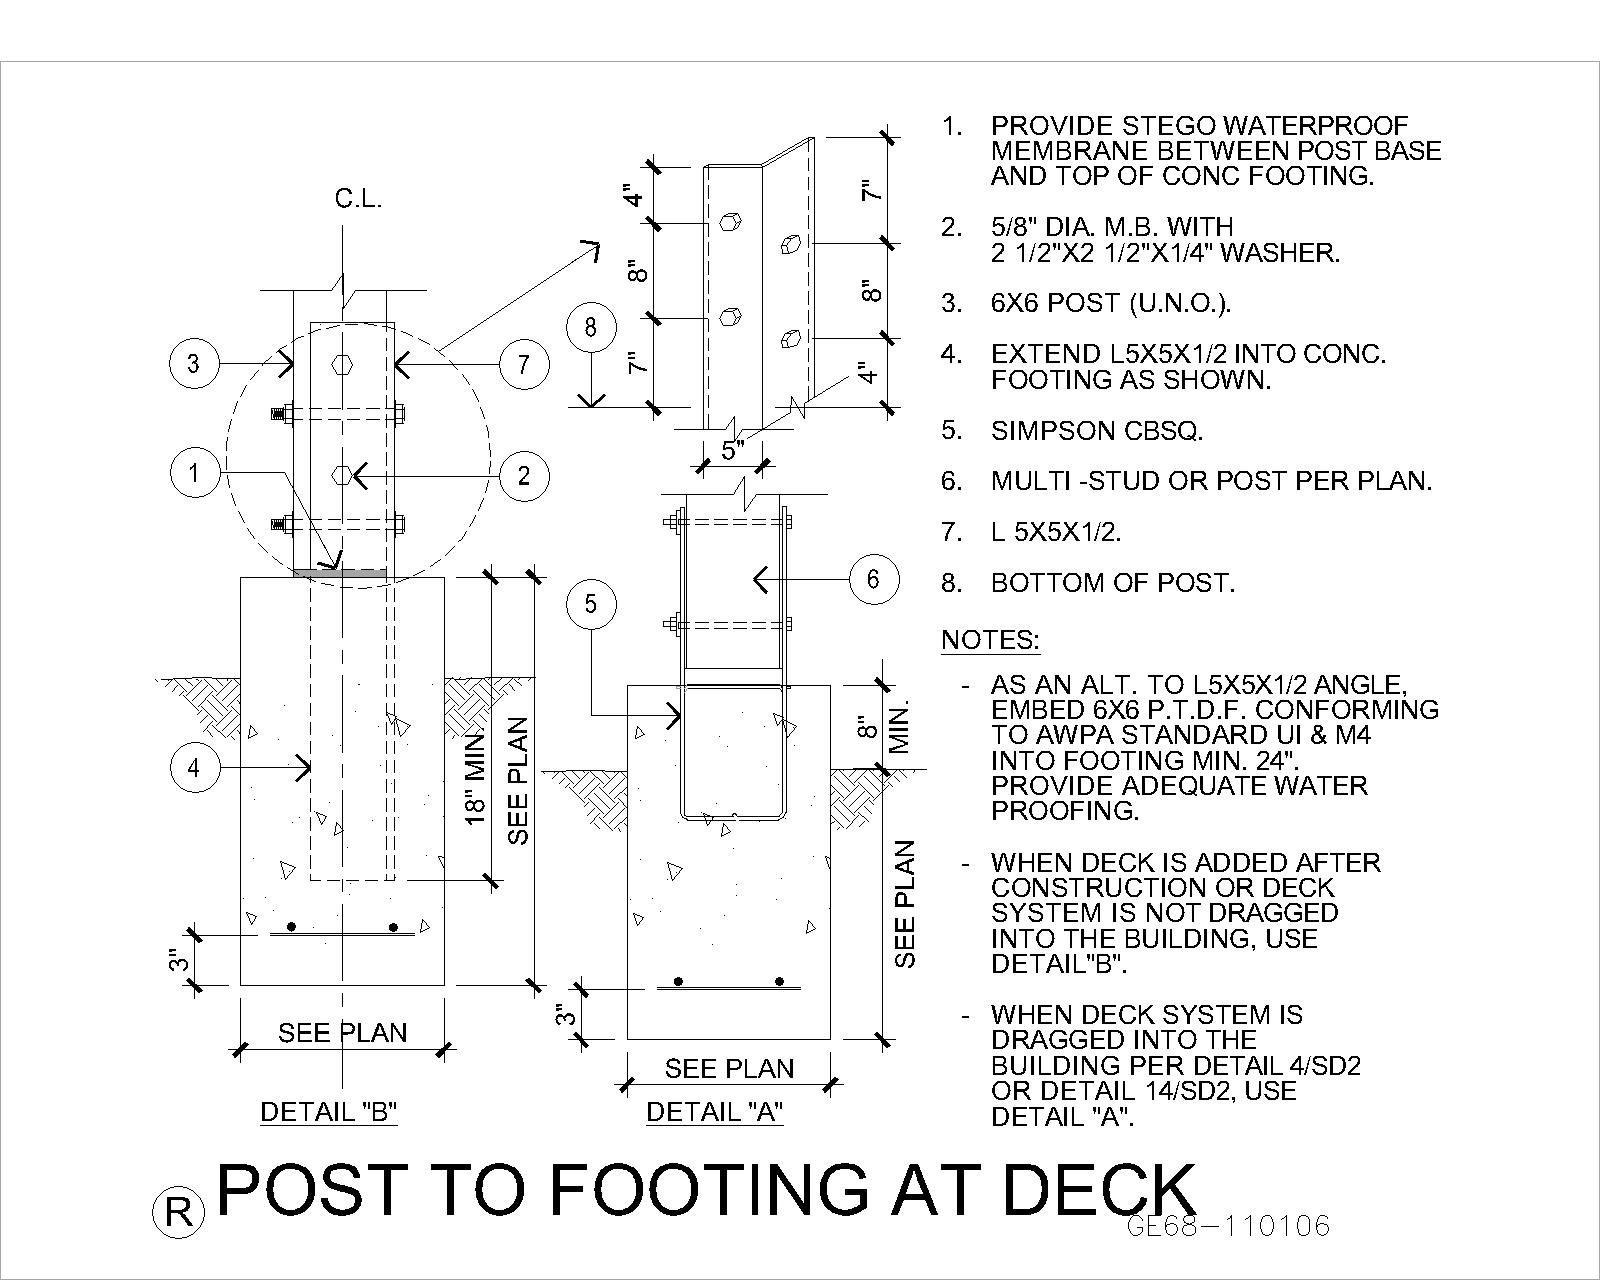 C.L.
4"
8"
7"
7"
8"
4"
5"
8
3
7
1
2
5
6
4
18" MIN.
SEE PLAN
8"
MIN.
SEE PLAN
3"
3"
SEE PLAN
SEE PLAN
DETAIL "B"
DETAIL "A"
1. PROVIDE STEGO WATERPROOF
MEMBRANE BETWEEN POST BASE
AND TOP OF CONC FOOTING.
2. 5/8" DIA. M.B. WITH
2 1/2"X2 1/2"X1/4" WASHER.
3. 6X6 POST (U.N.O.).
4. EXTEND L5X5X1/2 INTO CONC.
FOOTING AS SHOWN.
5. SIMPSON CBSQ.
6. MULTI -STUD OR POST PER PLAN.
7. L 5X5X1/2.
8. BOTTOM OF POST.
NOTES:
- AS AN ALT. TO L5X5X1/2 ANGLE,
EMBED 6X6 P.T.D.F. CONFORMING
TO AWPA STANDARD UI & M4
INTO FOOTING MIN. 24".
PROVIDE ADEQUATE WATER
PROOFING.
- WHEN DECK IS ADDED AFTER
CONSTRUCTION OR DECK
SYSTEM IS NOT DRAGGED
INTO THE BUILDING, USE
DETAIL"B".
- WHEN DECK SYSTEM IS
DRAGGED INTO THE
BUILDING PER DETAIL 4/SD2
OR DETAIL 14/SD2, USE
DETAIL "A".
R POST TO FOOTING AT DECK
GE68-110106